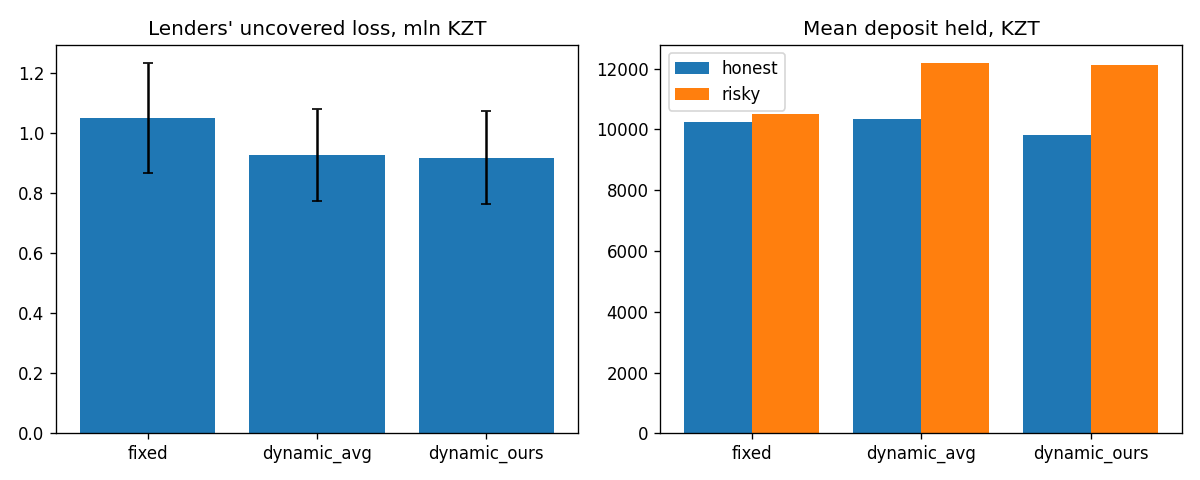 Lenders' uncovered loss, mln KZT
1.2
1.0
0.8
0.6
0.4
0.2
0.0
fixed dynamic_avg dynamic_ours
Mean deposit held, KZT
honest
risky
12000
10000
8000
6000
4000
2000
0
fixed dynamic_avg dynamic_ours